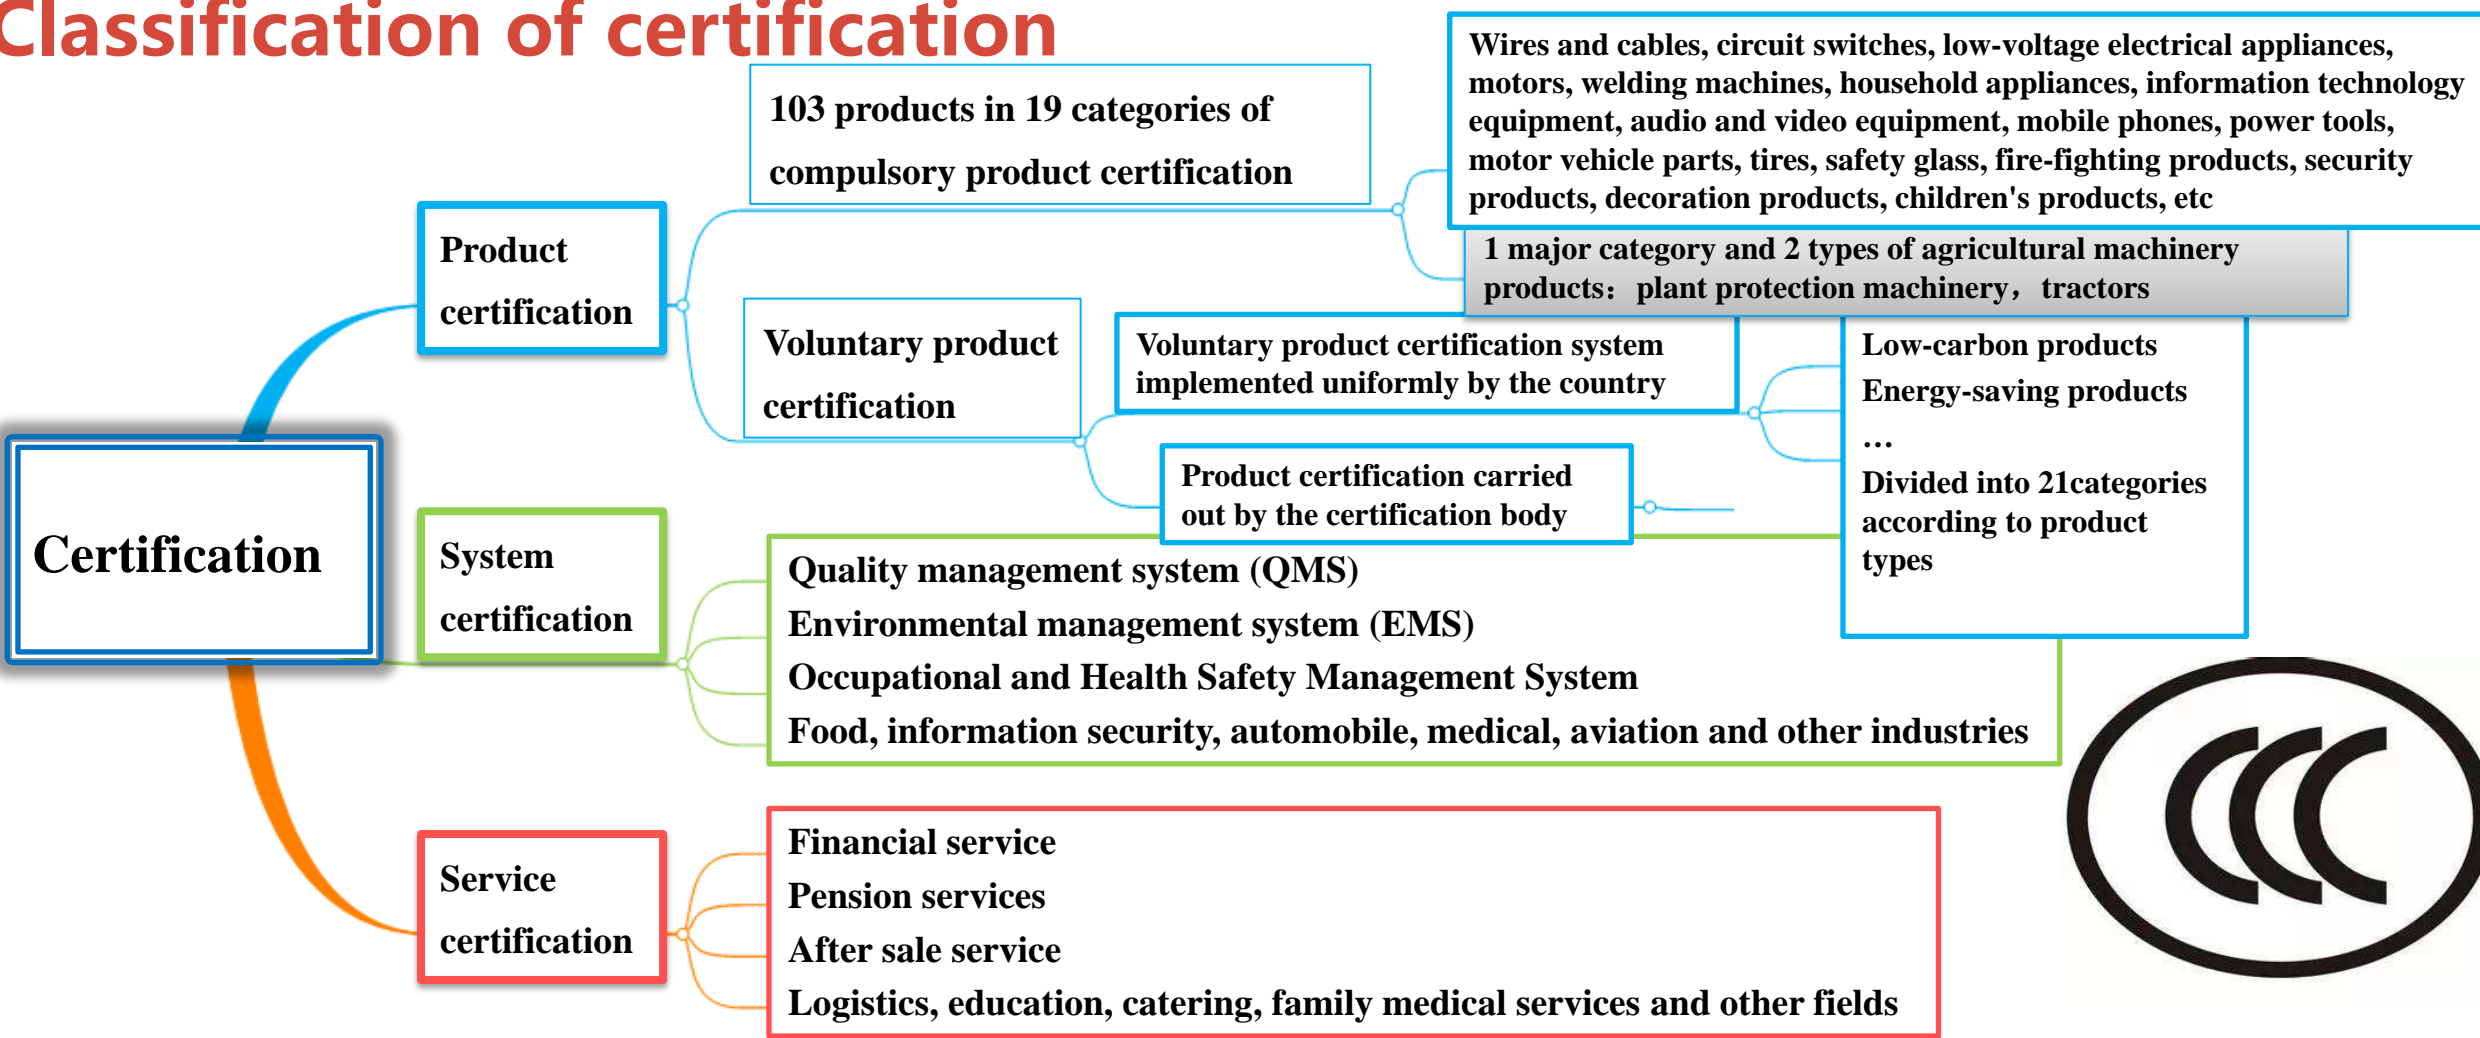 Classification of certification
Wires and cables, circuit switches, low-voltage electrical appliances,
motors, welding machines, household appliances, information technology
equipment, audio and video equipment, mobile phones, power tools,
motor vehicle parts, tires, safety glass, fire-fighting products, security
products, decoration products, children's products, etc
103 products in 19 categories of
compulsory product certification
1 major category and 2 types of agricultural machinery
products：plant protection machinery，tractors
Product
certification
Voluntary product
certification
Voluntary product certification system
implemented uniformly by the country
Low-carbon products
Energy-saving products
…
Divided into 21categories
according to product
types
Product certification carried
out by the certification body
Certification
System
certification
Quality management system (QMS)
Environmental management system (EMS)
Occupational and Health Safety Management System
Food, information security, automobile, medical, aviation and other industries
Service
certification
Financial service
Pension services
After sale service
Logistics, education, catering, family medical services and other fields
CCC